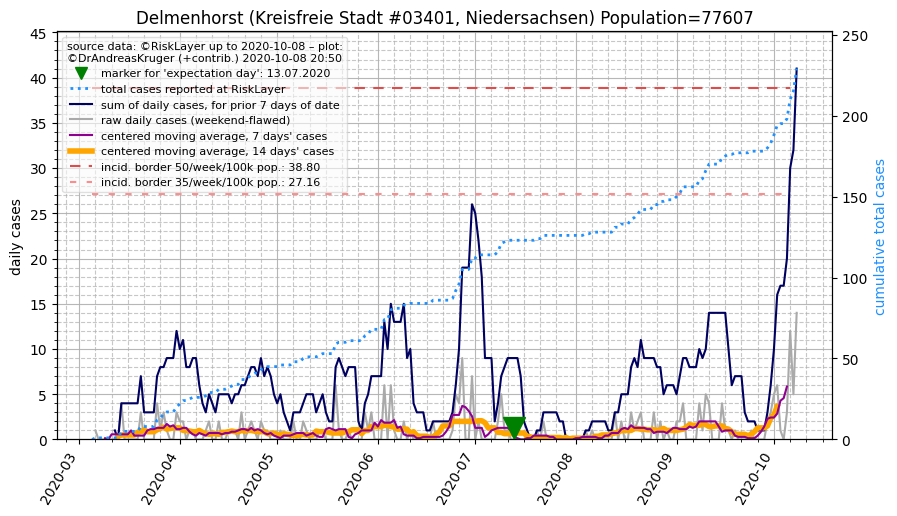 Delmenhorst (Kreisfreie Stadt #03401, Niedersachsen) Population=77607
source data: ©RiskLayer up to 2020-10-08 – plot:
©DrAndreasKruger (+contrib.) 2020-10-08 20:50
marker for 'expectation day': 13.07.2020
total cases reported at RiskLayer
sum of daily cases, for prior 7 days of date
raw daily cases (weekend-flawed)
centered moving average, 7 days' cases
centered moving average, 14 days' cases
incid. border 50/week/100k pop.: 38.80
incid. border 35/week/100k pop.: 27.16
daily cases
45
40
35
30
25
20
15
10
5
0
cumulative total cases
250
200
150
100
50
0
2020-03
2020-04
2020-05
2020-06
2020-07
2020-08
2020-09
2020-10